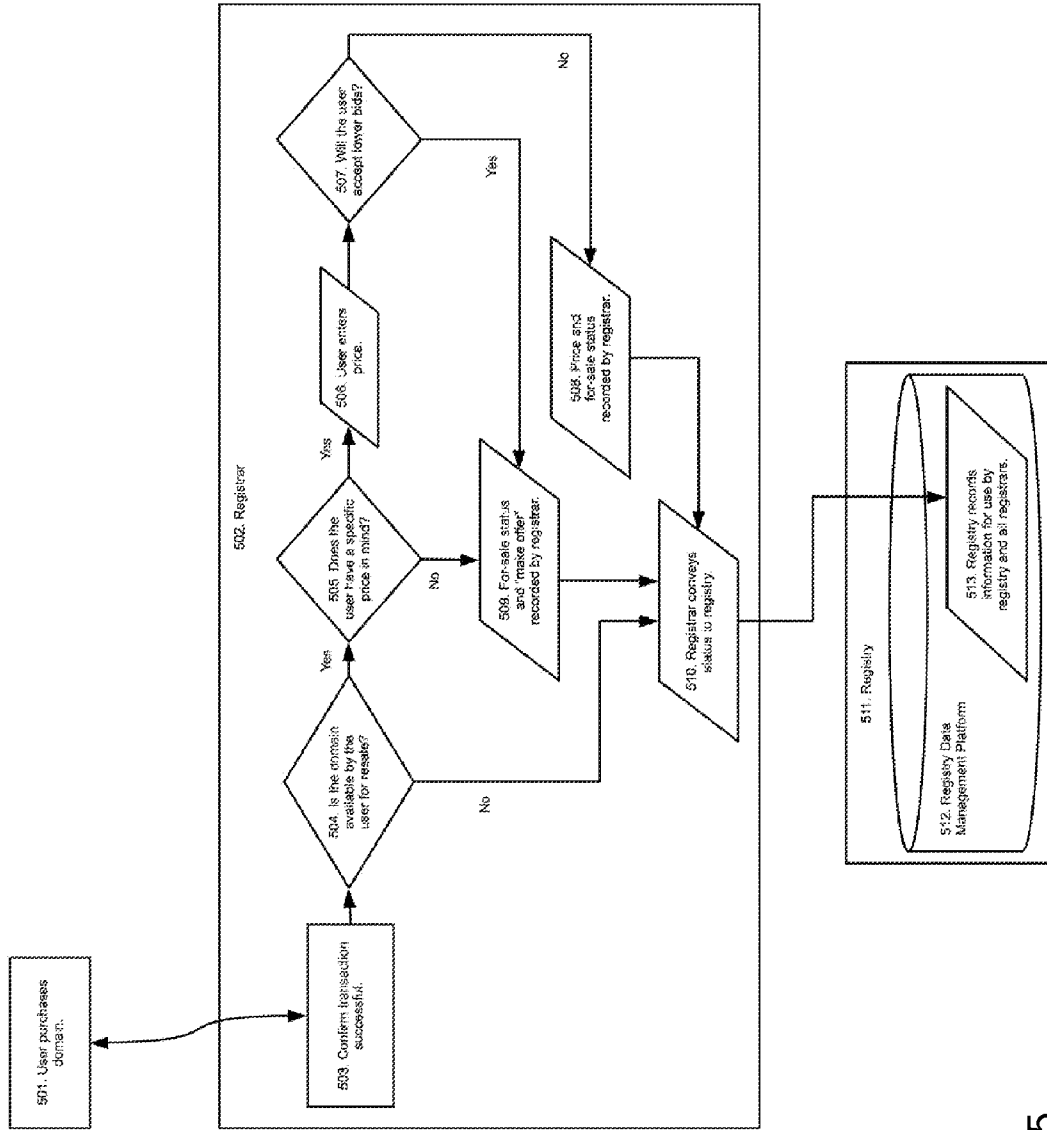 501. User purchases
domain.
502. Registrar
503. Confirm transaction
successful.
504. Is the domain
available by the
user for resale?
Yes
No
505. Does the
user have a specific
price in mind?
Yes
No
506. User enters
price.
507. Will the user
accept lower bids?
Yes
No
509. For-sale status
and "make offer"
recorded by registrar.
508. Price and
for-sale status
recorded by registrar.
510. Registrar conveys
status to registry.
511. Registry
512. Registry Data
Management Platform
513. Registry records
information for use by
registry and all registrars.
5